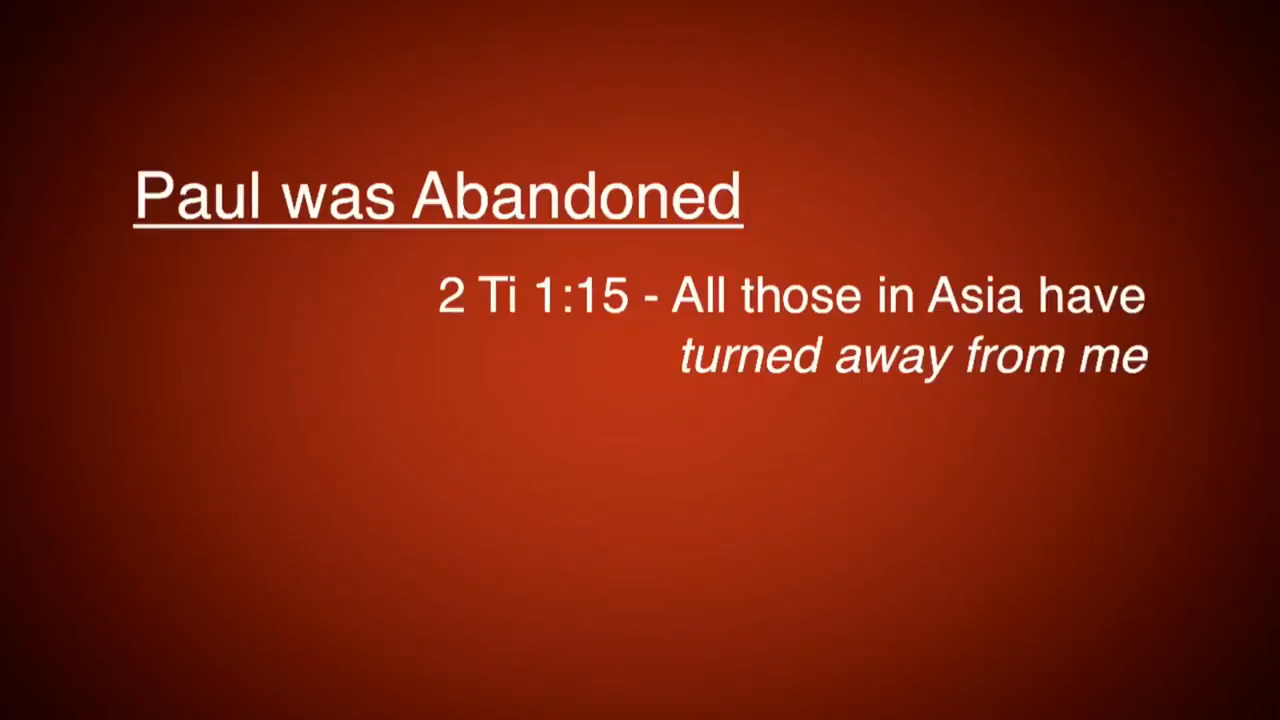 Paul was Abandoned
2 Ti 1:15 - All those in Asia have
turned away from me